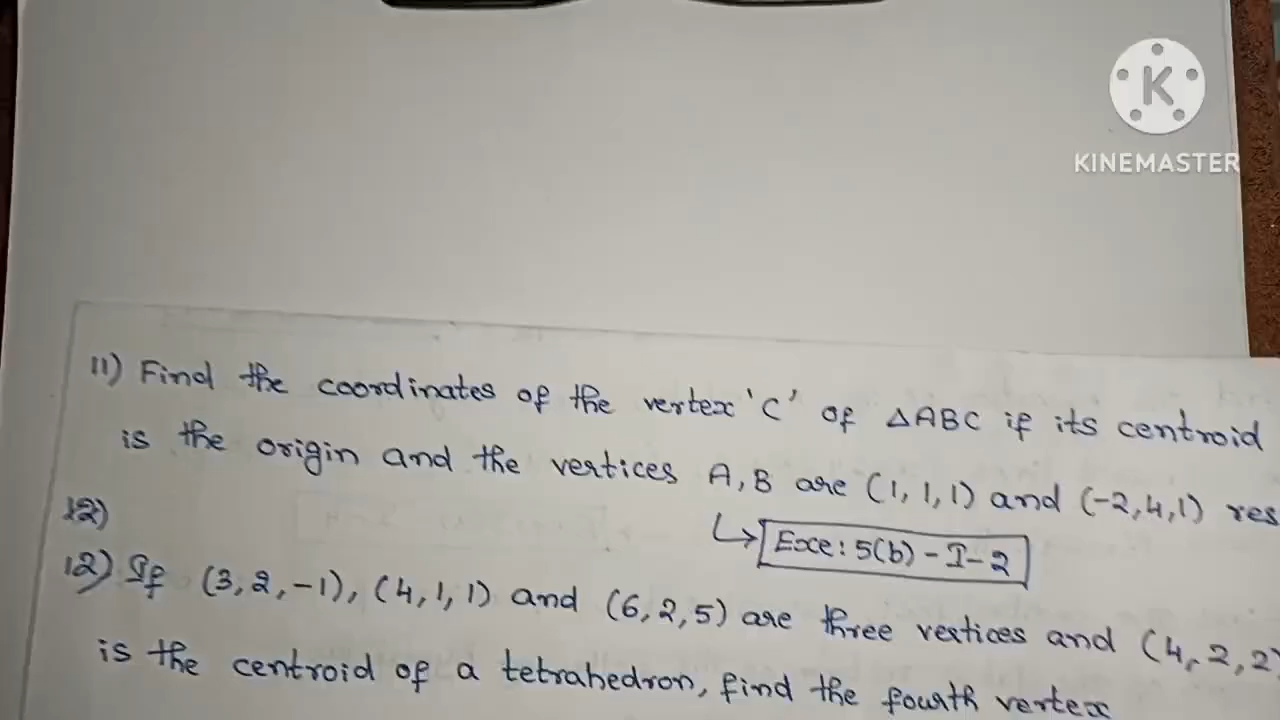 K
KINEMASTER
11) Find the coordinates of the vertex 'C' of ΔABC if its centroid
is the origin and the vertices A, B are (1, 1, 1) and (-2, 4, 1) res
12)
↳ Exe: 5(b) - I - 2
12) If (3, 2, -1), (4, 1, 1) and (6, 2, 5) are three vertices and (4, 2, 2)
is the centroid of a tetrahedron, find the fourth vertex